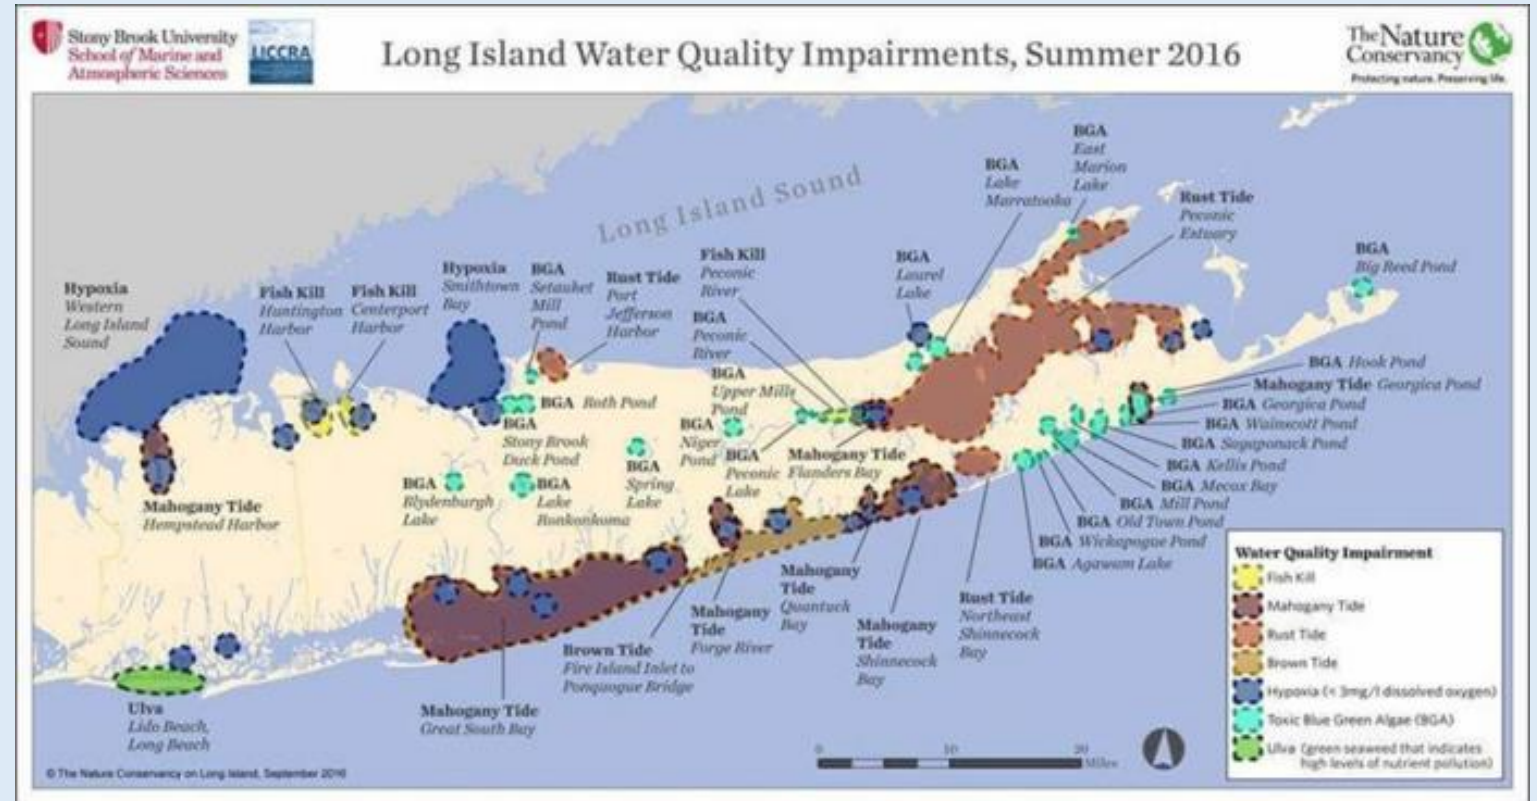 Stony Brook University
School of Marine and
Atmospheric Sciences
LICCRA
Long Island Water Quality Impairments, Summer 2016
The Nature
Conservancy
Protecting nature. Preserving life.
Long Island Sound
BGA
East
Marion
Lake
BGA
Lake
Marratooka
Rust Tide
Peconic
Estuary
BGA
Big Reed Pond
BGA
Laurel
Lake
Fish Kill
Peconic
River
BGA
Peconic
River
BGA
Upper Mills
Pond
Hypoxia
Western
Long Island
Sound
Fish Kill
Huntington
Harbor
Fish Kill
Centerport
Harbor
Hypoxia
Smithtown
Bay
BGA
Setauket
Mill
Pond
Rust Tide
Port
Jefferson
Harbor
BGA Roth Pond
BGA
Stony Brook
Duck Pond
BGA
Niger
Pond
BGA
Peconic
Lake
Mahogany Tide
Flanders Bay
BGA
Spring
Lake
BGA
Blydenburgh
Lake
BGA
Lake
Ronkonkoma
Mahogany Tide
Hempstead Harbor
BGA Hook Pond
Mahogany Tide Georgica Pond
BGA Georgica Pond
BGA Wainscott Pond
BGA Sagaponack Pond
BGA Kellis Pond
BGA Mecox Bay
BGA Mill Pond
BGA Old Town Pond
BGA Wickapogue Pond
BGA Agawam Lake
Rust Tide
Northeast
Shinnecock
Bay
Mahogany
Tide
Shinnecock
Bay
Mahogany
Tide
Quantuck
Bay
Mahogany
Tide
Forge River
Brown Tide
Fire Island Inlet to
Ponquogue Bridge
Mahogany Tide
Great South Bay
Ulva
Lido Beach,
Long Beach
Water Quality Impairment
Fish Kill
Mahogany Tide
Rust Tide
Brown Tide
Hypoxia (< 3mg/l dissolved oxygen)
Toxic Blue Green Algae (BGA)
Ulva (green seaweed that indicates
high levels of nutrient pollution)
0 10 20
Miles
© The Nature Conservancy on Long Island, September 2016